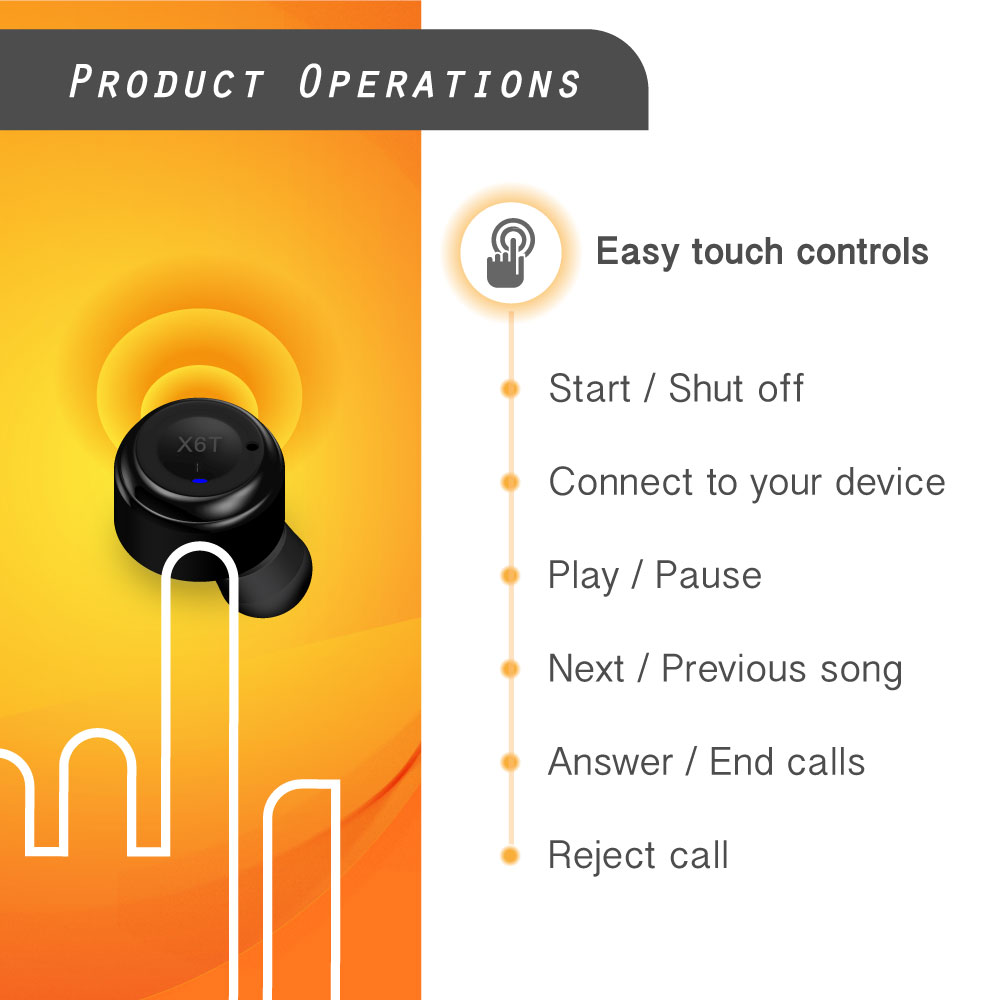 Product Operations
Easy touch controls
X6T
Start / Shut off
Connect to your device
Play / Pause
Next / Previous song
Answer / End calls
Reject call